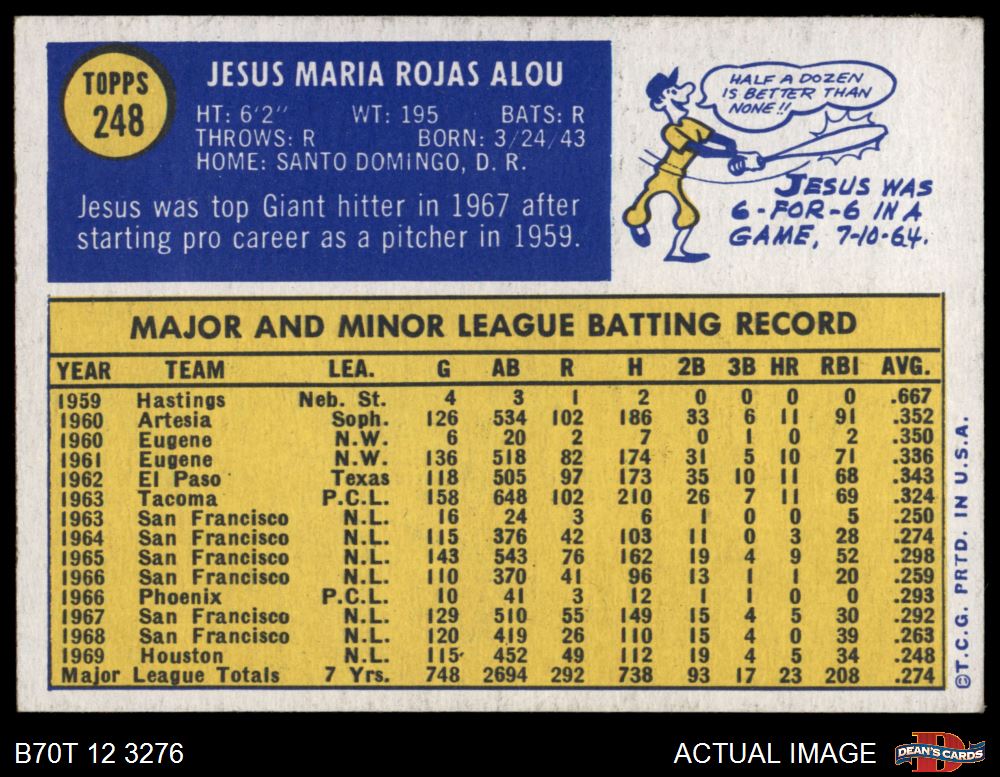 TOPPS
248
JESUS MARIA ROJAS ALOU
HT: 6'2" WT: 195 BATS: R
THROWS: R BORN: 3/24/43
HOME: SANTO DOMINGO, D. R.
Jesus was top Giant hitter in 1967 after
starting pro career as a pitcher in 1959.
HALF A DOZEN
IS BETTER THAN
NONE!!
JESUS WAS
6-FOR-6 IN A
GAME, 7-10-64.
MAJOR AND MINOR LEAGUE BATTING RECORD
YEAR TEAM LEA. G AB R H 2B 3B HR RBI AVG.
1959 Hastings Neb. St. 4 3 1 2 0 0 0 0 .667
1960 Artesia Soph. 126 534 102 186 33 6 11 91 .352
1960 Eugene N.W. 6 20 2 7 0 1 0 2 .350
1961 Eugene N.W. 136 518 82 174 31 5 10 71 .336
1962 El Paso Texas 118 505 97 173 35 10 11 68 .343
1963 Tacoma P.C.L. 158 648 102 210 26 7 11 69 .324
1963 San Francisco N.L. 16 24 3 6 1 0 0 5 .250
1964 San Francisco N.L. 115 376 42 103 11 0 3 28 .274
1965 San Francisco N.L. 143 543 76 162 19 4 9 52 .298
1966 San Francisco N.L. 110 370 41 96 13 1 1 20 .259
1966 Phoenix P.C.L. 10 41 3 12 1 1 0 0 .293
1967 San Francisco N.L. 129 510 55 149 15 4 5 30 .292
1968 San Francisco N.L. 120 419 26 110 15 4 0 39 .263
1969 Houston N.L. 115 452 49 112 19 4 5 34 .248
Major League Totals 7 Yrs. 748 2694 292 738 93 17 23 208 .274
©T.C.G. PRTD. IN U.S.A.
B70T 12 3276
ACTUAL IMAGE
DEAN'S CARDS